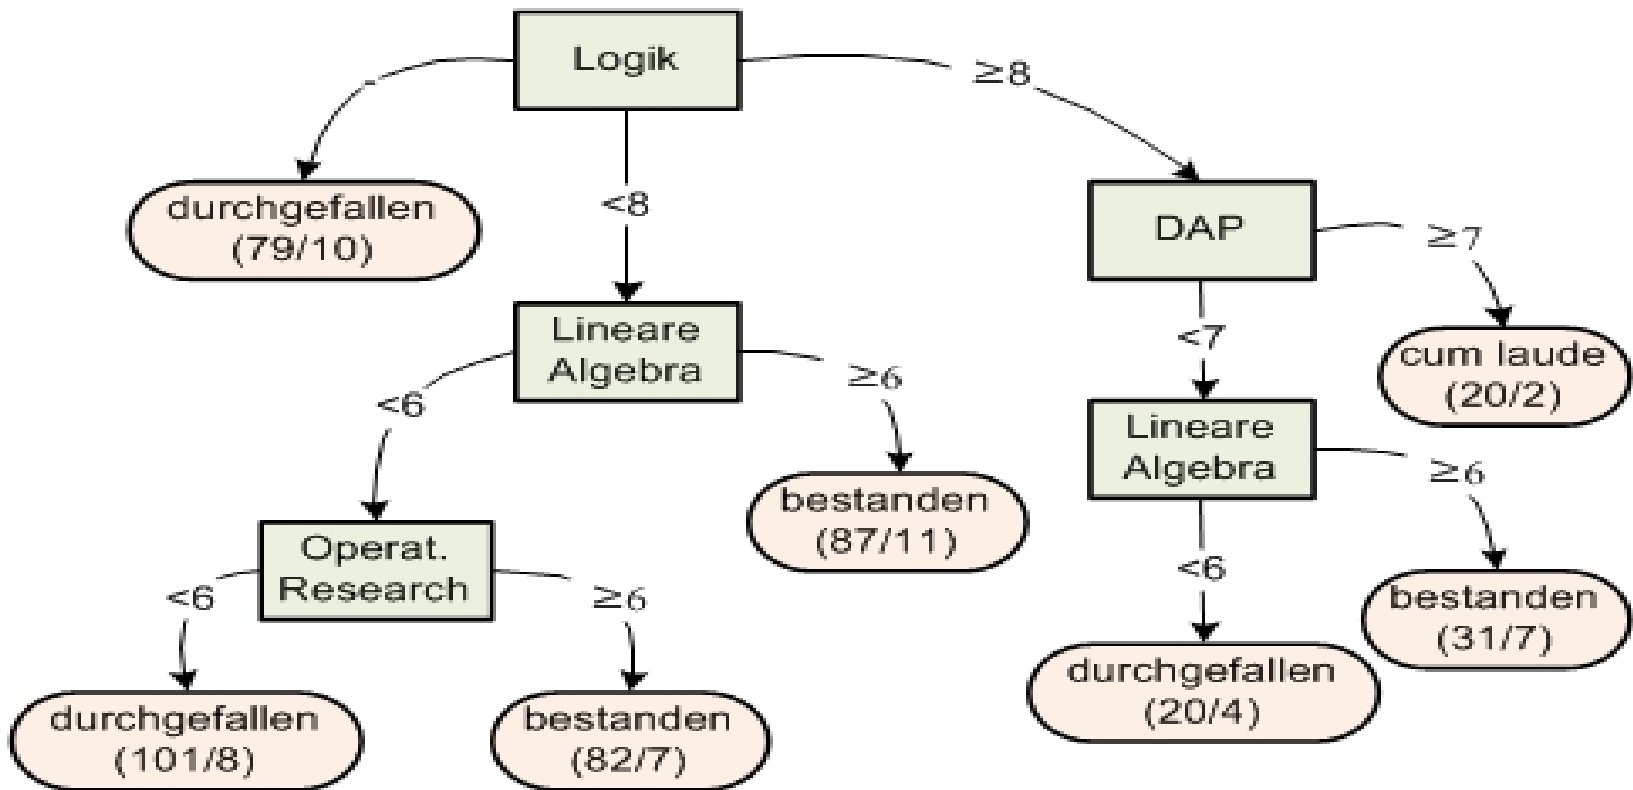 Logik
-
≥8
durchgefallen
(79/10)
<8
DAP
≥7
Lineare
Algebra
<7
cum laude
(20/2)
<6
≥6
Lineare
Algebra
≥6
bestanden
(87/11)
Operat.
Research
<6
bestanden
(31/7)
<6
≥6
durchgefallen
(20/4)
durchgefallen
(101/8)
bestanden
(82/7)